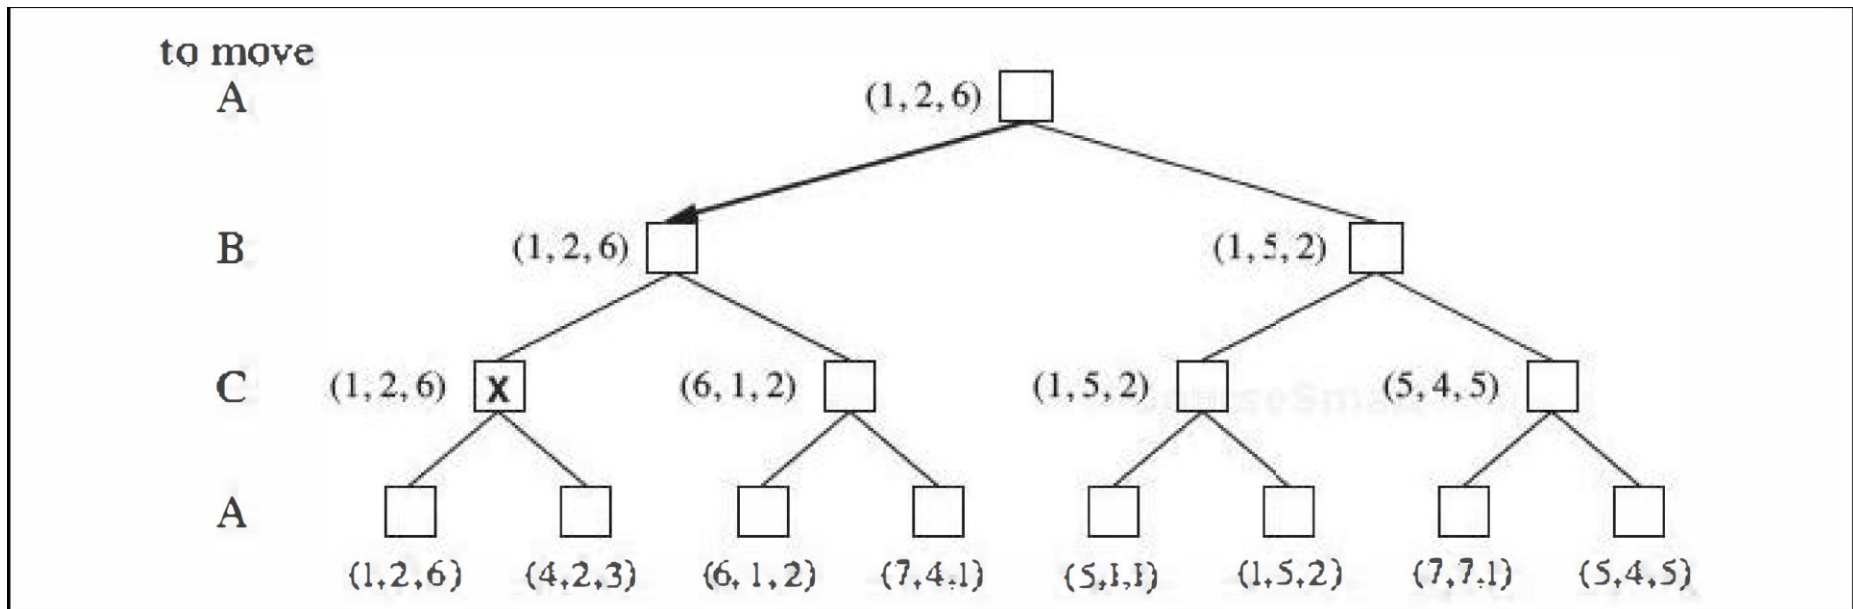 to move
A (1, 2, 6)
B (1, 2, 6) (1, 5, 2)
C (1, 2, 6) X (6, 1, 2) (1, 5, 2) (5, 4, 5)
A
(1,2,6) (4,2,3) (6,1,2) (7,4,1) (5,1,1) (1,5,2) (7,7,1) (5,4,5)